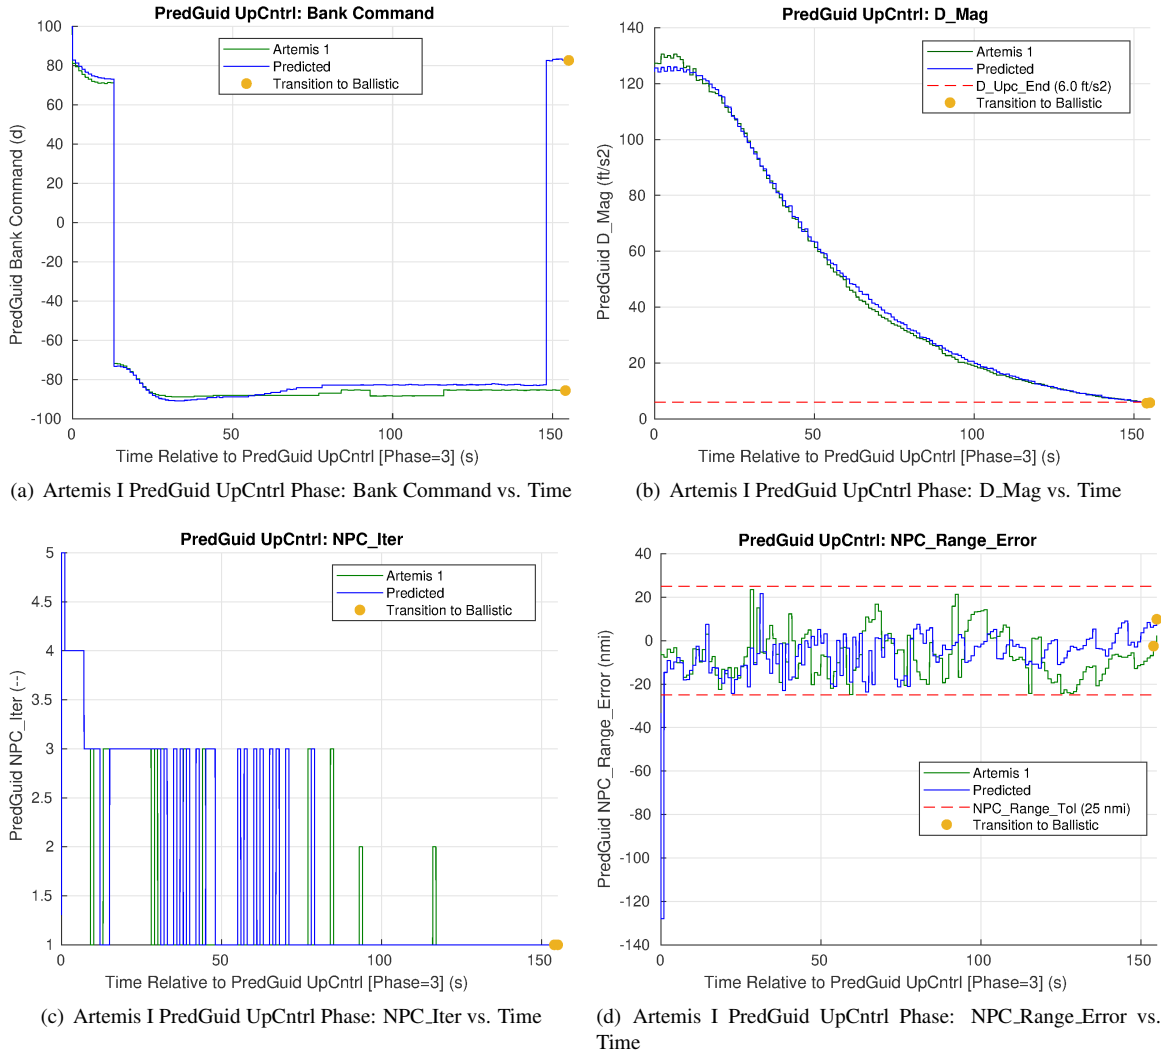 PredGuid UpCntrl: Bank Command
100
80
60
40
20
0
-20
-40
-60
-80
-100
PredGuid Bank Command (d)
Artemis 1
Predicted
Transition to Ballistic
0
50
100
150
Time Relative to PredGuid UpCntrl [Phase=3] (s)
(a) Artemis I PredGuid UpCntrl Phase: Bank Command vs. Time
PredGuid UpCntrl: D_Mag
140
120
100
80
60
40
20
0
PredGuid D_Mag (ft/s2)
Artemis 1
Predicted
D_Upc_End (6.0 ft/s2)
Transition to Ballistic
0
50
100
150
Time Relative to PredGuid UpCntrl [Phase=3] (s)
(b) Artemis I PredGuid UpCntrl Phase: D_Mag vs. Time
PredGuid UpCntrl: NPC_Iter
5
4.5
4
3.5
3
2.5
2
1.5
1
PredGuid NPC_Iter (--)
Artemis 1
Predicted
Transition to Ballistic
0
50
100
150
Time Relative to PredGuid UpCntrl [Phase=3] (s)
(c) Artemis I PredGuid UpCntrl Phase: NPC_Iter vs. Time
PredGuid UpCntrl: NPC_Range_Error
40
20
0
-20
-40
-60
-80
-100
-120
-140
PredGuid NPC_Range_Error (nmi)
Artemis 1
Predicted
NPC_Range_Tol (25 nmi)
Transition to Ballistic
0
50
100
150
Time Relative to PredGuid UpCntrl [Phase=3] (s)
(d) Artemis I PredGuid UpCntrl Phase: NPC_Range_Error vs.
Time